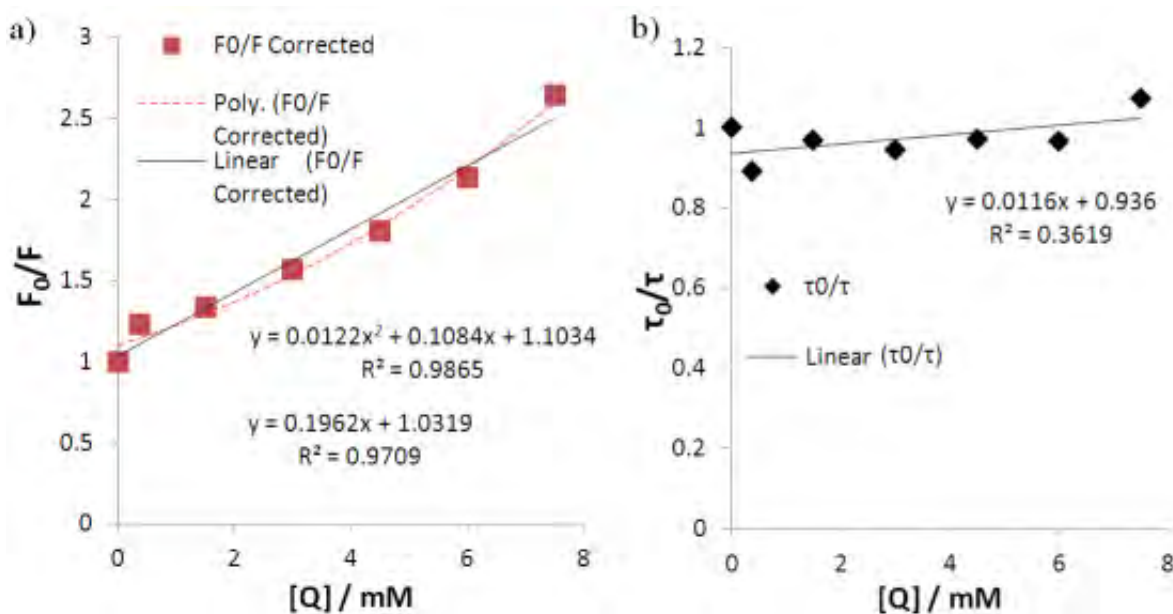 a)
F0/F Corrected
Poly. (F0/F
Corrected)
Linear (F0/F
Corrected)
3
2.5
2
1.5
1
0.5
0
F₀/F
y = 0.0122x² + 0.1084x + 1.1034
R² = 0.9865
y = 0.1962x + 1.0319
R² = 0.9709
0 2 4 6 8
[Q] / mM
b)
1.2
1
0.8
0.6
0.4
0.2
0
τ₀/τ
y = 0.0116x + 0.936
R² = 0.3619
τ0/τ
Linear (τ0/τ)
0 2 4 6 8
[Q] / mM